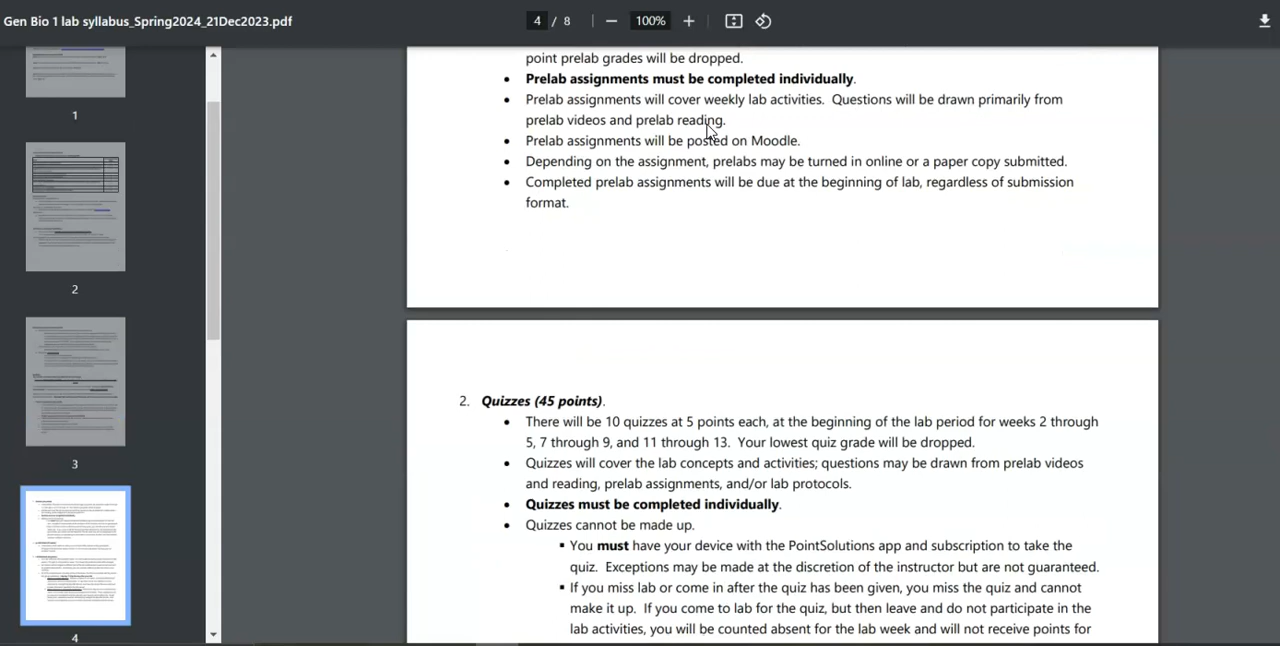 Gen Bio 1 lab syllabus_Spring2024_21Dec2023.pdf
4 / 8
100%
1
2
3
4
point prelab grades will be dropped.
• Prelab assignments must be completed individually.
• Prelab assignments will cover weekly lab activities.  Questions will be drawn primarily from
prelab videos and prelab reading.
• Prelab assignments will be posted on Moodle.
• Depending on the assignment, prelabs may be turned in online or a paper copy submitted.
• Completed prelab assignments will be due at the beginning of lab, regardless of submission
format.
2. Quizzes (45 points).
• There will be 10 quizzes at 5 points each, at the beginning of the lab period for weeks 2 through
5, 7 through 9, and 11 through 13.  Your lowest quiz grade will be dropped.
• Quizzes will cover the lab concepts and activities; questions may be drawn from prelab videos
and reading, prelab assignments, and/or lab protocols.
• Quizzes must be completed individually.
• Quizzes cannot be made up.
▪ You must have your device with the PointSolutions app and subscription to take the
quiz.  Exceptions may be made at the discretion of the instructor but are not guaranteed.
▪ If you miss lab or come in after the quiz has been given, you miss the quiz and cannot
make it up.  If you come to lab for the quiz, but then leave and do not participate in the
lab activities, you will be counted absent for the lab week and will not receive points for